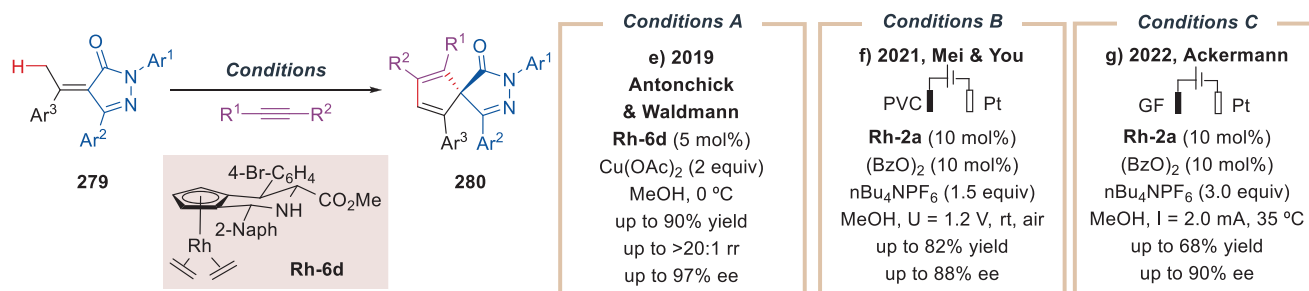 H
O
Ar1
N
N
Ar3
Ar2
279
Conditions
R1
R2
4-Br-C6H4
CO2Me
NH
2-Naph
Rh
Rh-6d
R1
R2
O
Ar1
N
N
Ar3
Ar2
280
Conditions A
e) 2019
Antonchick
& Waldmann
Rh-6d (5 mol%)
Cu(OAc)2 (2 equiv)
MeOH, 0 ºC
up to 90% yield
up to >20:1 rr
up to 97% ee
Conditions B
f) 2021, Mei & You
PVC
Pt
Rh-2a (10 mol%)
(BzO)2 (10 mol%)
nBu4NPF6 (1.5 equiv)
MeOH, U = 1.2 V, rt, air
up to 82% yield
up to 88% ee
Conditions C
g) 2022, Ackermann
GF
Pt
Rh-2a (10 mol%)
(BzO)2 (10 mol%)
nBu4NPF6 (3.0 equiv)
MeOH, I = 2.0 mA, 35 ºC
up to 68% yield
up to 90% ee